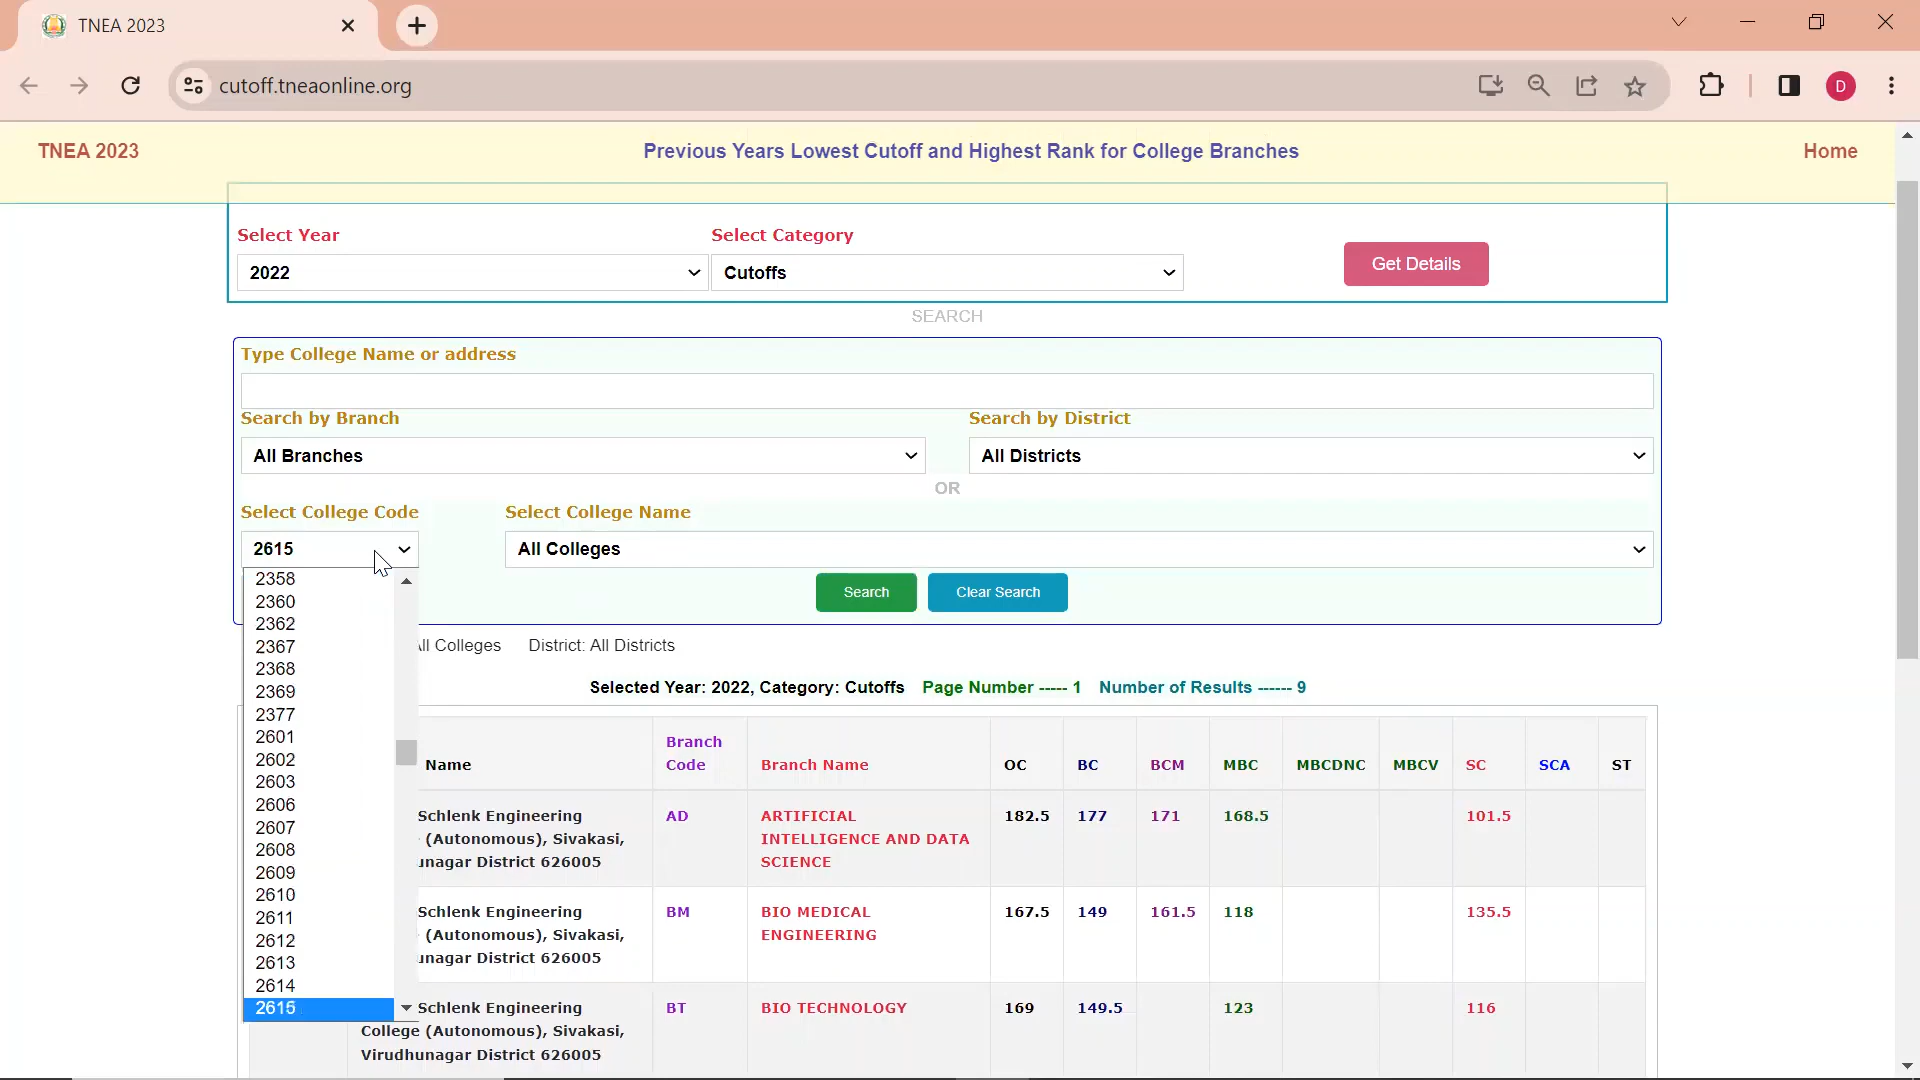 TNEA 2023
cutoff.tneaonline.org
D
TNEA 2023
Previous Years Lowest Cutoff and Highest Rank for College Branches
Home
Select Year
Select Category
2022
Cutoffs
Get Details
SEARCH
Type College Name or address
Search by Branch
Search by District
All Branches
All Districts
OR
Select College Code
Select College Name
2615
All Colleges
Search
Clear Search
2358
2360
2362
2367
2368
2369
2377
2601
2602
2603
2606
2607
2608
2609
2610
2611
2612
2613
2614
2615
ll Colleges District: All Districts
Selected Year: 2022, Category: Cutoffs Page Number ----- 1 Number of Results ------ 9
Name
Branch
Code
Branch Name
OC
BC
BCM
MBC
MBCDNC
MBCV
SC
SCA
ST
Schlenk Engineering
(Autonomous), Sivakasi,
unagar District 626005
AD
ARTIFICIAL
INTELLIGENCE AND DATA
SCIENCE
182.5
177
171
168.5
101.5
Schlenk Engineering
(Autonomous), Sivakasi,
unagar District 626005
BM
BIO MEDICAL
ENGINEERING
167.5
149
161.5
118
135.5
Schlenk Engineering
College (Autonomous), Sivakasi,
Virudhunagar District 626005
BT
BIO TECHNOLOGY
169
149.5
123
116